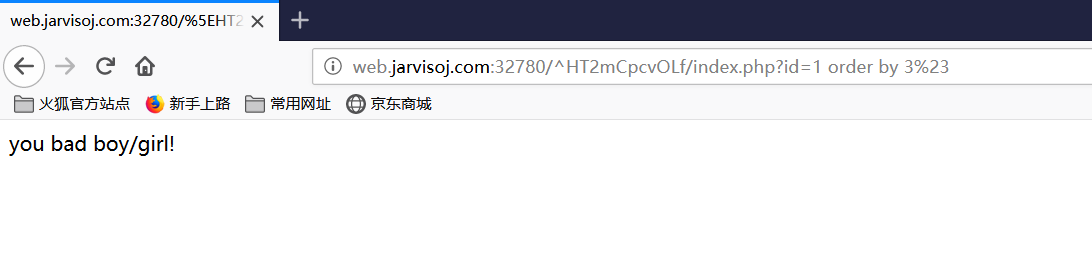 web.jarvisoj.com:32780/%5EHT2
web.jarvisoj.com:32780/^HT2mCpcvOLf/index.php?id=1 order by 3%23
火狐官方站点 新手上路 常用网址 京东商城
you bad boy/girl!